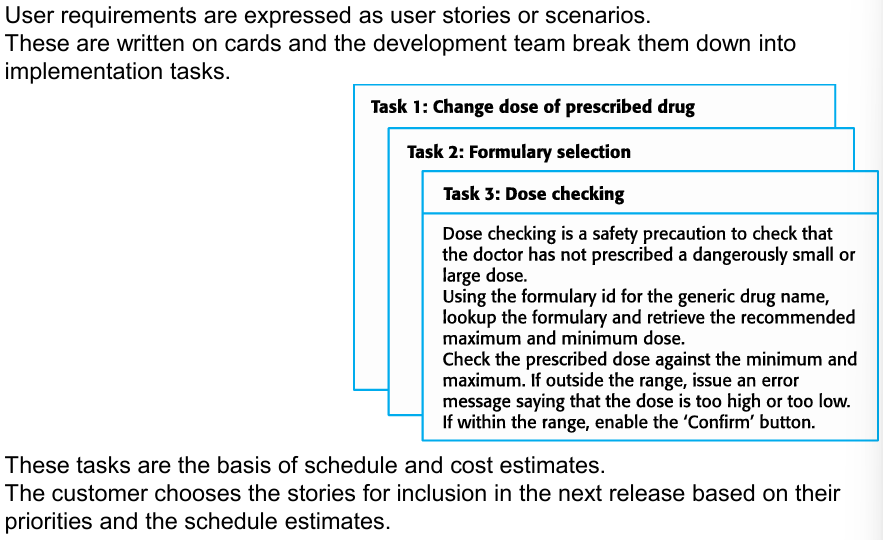 User requirements are expressed as user stories or scenarios.
These are written on cards and the development team break them down into
implementation tasks.
Task 1: Change dose of prescribed drug
Task 2: Formulary selection
Task 3: Dose checking
Dose checking is a safety precaution to check that
the doctor has not prescribed a dangerously small or
large dose.
Using the formulary id for the generic drug name,
lookup the formulary and retrieve the recommended
maximum and minimum dose.
Check the prescribed dose against the minimum and
maximum. If outside the range, issue an error
message saying that the dose is too high or too low.
If within the range, enable the ‘Confirm’ button.
These tasks are the basis of schedule and cost estimates.
The customer chooses the stories for inclusion in the next release based on their
priorities and the schedule estimates.